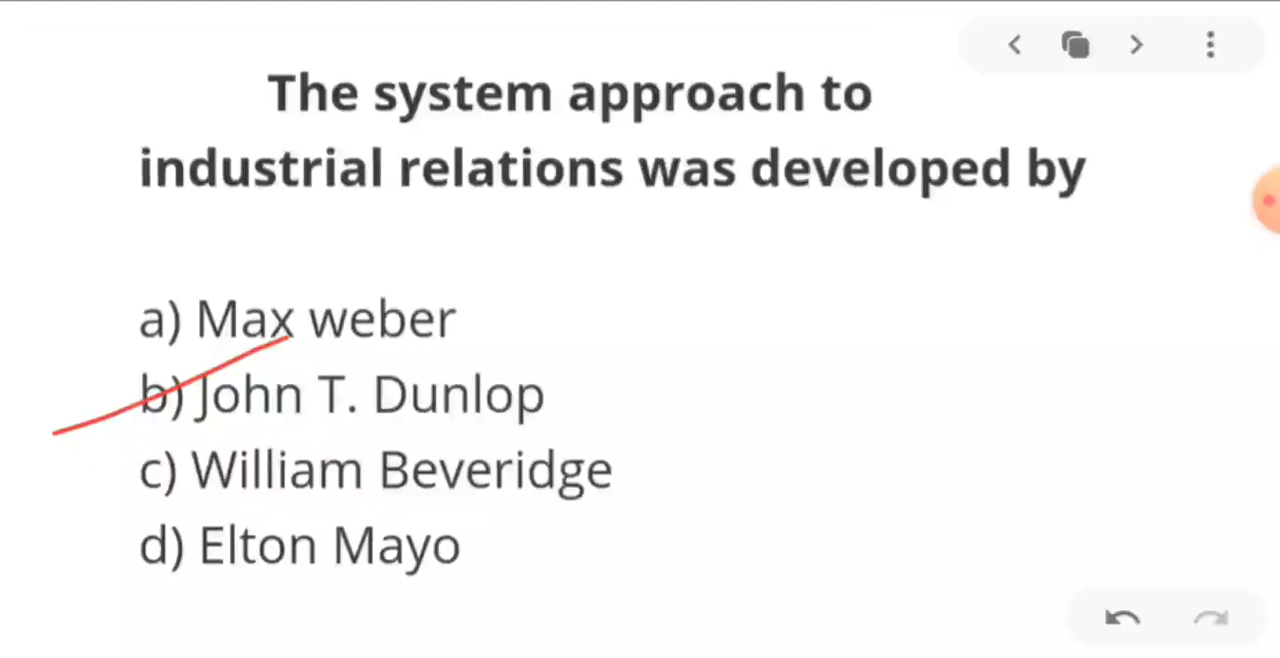 The system approach to
industrial relations was developed by
a) Max weber
b) John T. Dunlop
c) William Beveridge
d) Elton Mayo